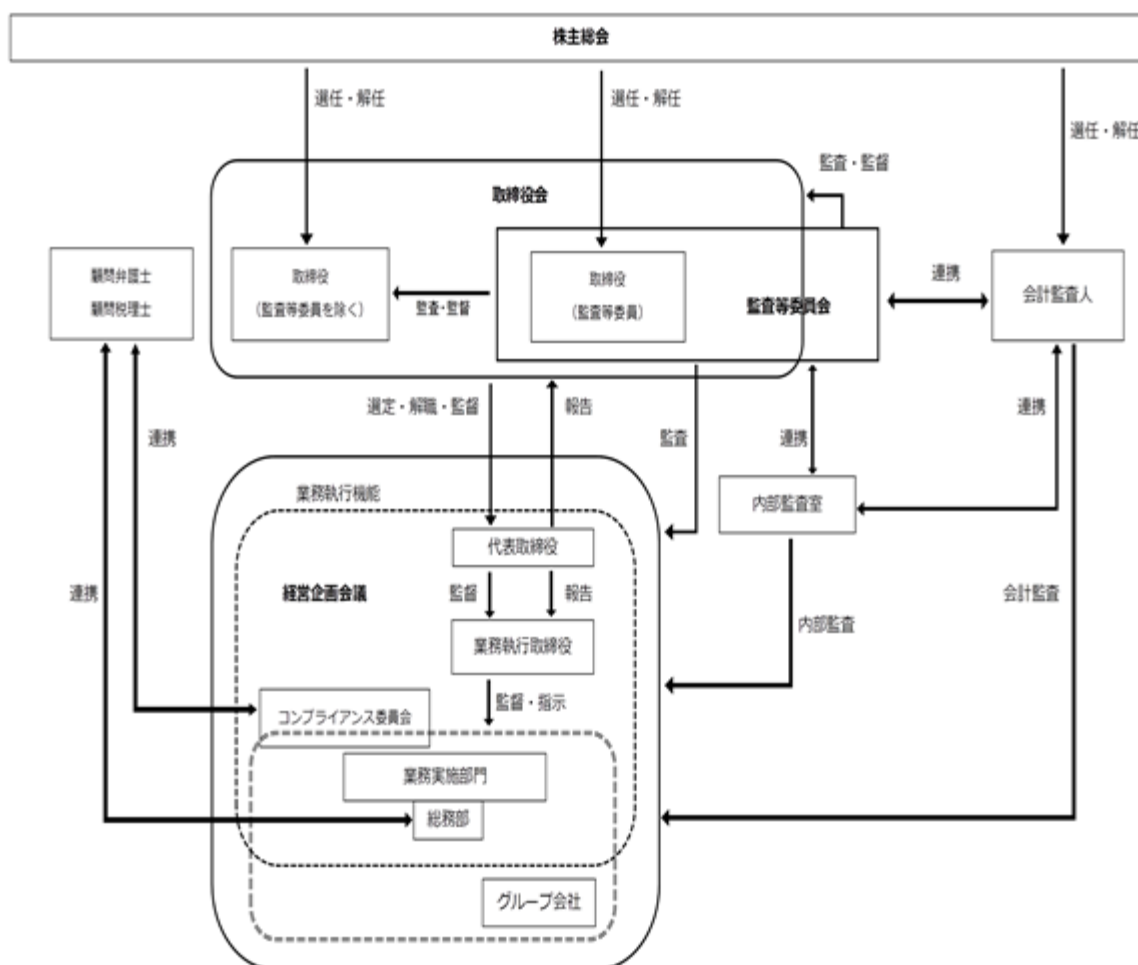 株主総会
選任・解任
選任・解任
選任・解任
監査・監督
取締役会
顧問弁護士
顧問税理士
取締役
（監査等委員を除く）
監査・監督
取締役
（監査等委員）
監査等委員会
連携
会計監査人
選定・解職・監督
報告
監査
連携
連携
連携
業務執行機能
内部監査室
代表取締役
連携
経営企画会議
監督
報告
会計監査
内部監査
業務執行取締役
監督・指示
コンプライアンス委員会
業務実施部門
総務部
グループ会社